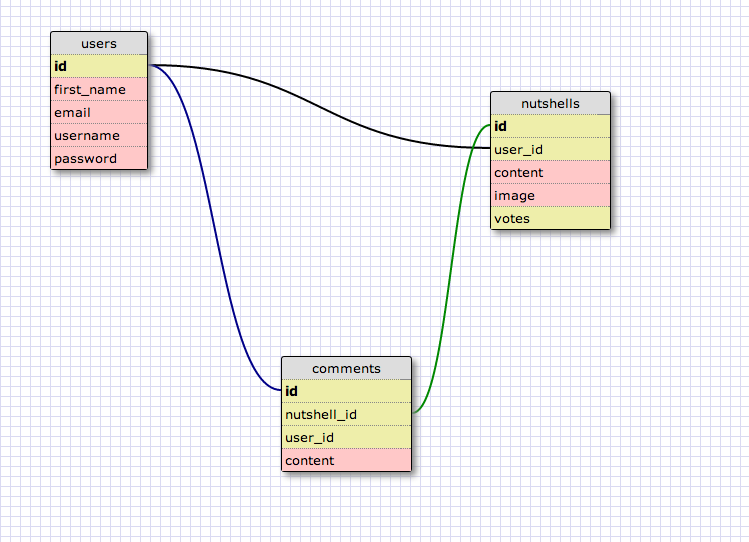 users
id
first_name
email
username
password
nutshells
id
user_id
content
image
votes
comments
id
nutshell_id
user_id
content